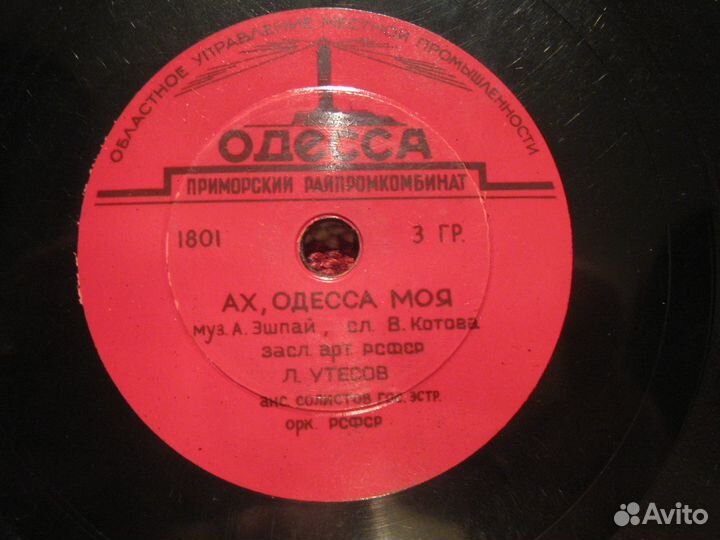 ОБЛАСТНОЕ УПРАВЛЕНИЕ МЕСТНОЙ ПРОМЫШЛЕННОСТИ
ОДЕССА
ПРИМОРСКИЙ РАЙПРОМКОМБИНАТ
1801 3 ГР.
АХ, ОДЕССА МОЯ
муз. А. Эшпай, сл. В. Котова
засл. арт. РСФСР
Л. УТЕСОВ
анс. солистов гос. эстр.
орк. РСФСР
Avito